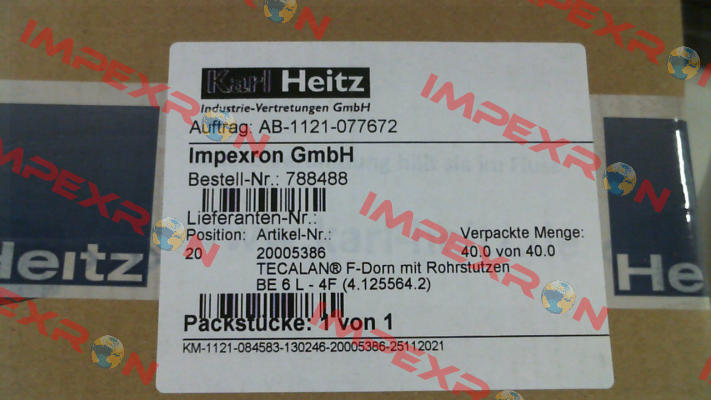 Karl Heitz
Industrie-Vertretungen GmbH
Auftrag: AB-1121-077672
Impexron GmbH
Bestell-Nr.: 788488
Lieferanten-Nr.:
Position: Artikel-Nr.: Verpackte Menge:
20 20005386 40.0 von 40.0
TECALAN® F-Dorn mit Rohrstutzen
BE 6 L - 4F (4.125564.2)
Packstücke: 1 von 1
KM-1121-084583-130246-20005386-25112021
Heitz
He
IMPEXRON
IMPEXRON
IMPEXRON
IMPEXRON
IMPEXRON
IMPEXRON